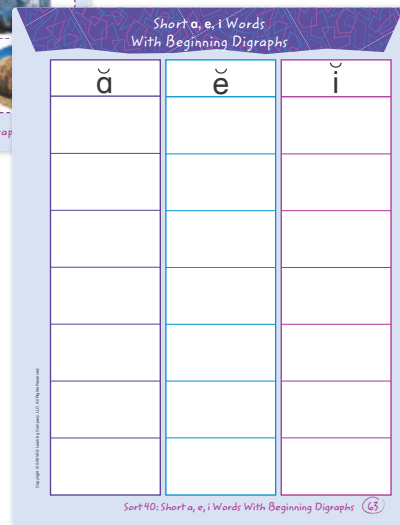 Short a, e, i Words
With Beginning Digraphs
ă
ĕ
ĭ
Sort 40: Short a, e, i Words With Beginning Digraphs 63